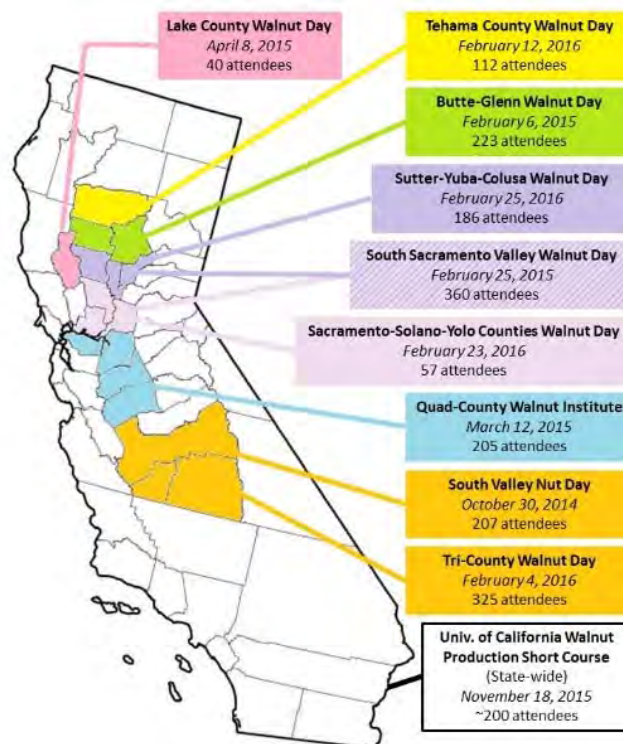 Lake County Walnut Day
April 8, 2015
40 attendees
Tehama County Walnut Day
February 12, 2016
112 attendees
Butte-Glenn Walnut Day
February 6, 2015
223 attendees
Sutter-Yuba-Colusa Walnut Day
February 25, 2016
186 attendees
South Sacramento Valley Walnut Day
February 25, 2015
360 attendees
Sacramento-Solano-Yolo Counties Walnut Day
February 23, 2016
57 attendees
Quad-County Walnut Institute
March 12, 2015
205 attendees
South Valley Nut Day
October 30, 2014
207 attendees
Tri-County Walnut Day
February 4, 2016
325 attendees
Univ. of California Walnut
Production Short Course
(State-wide)
November 18, 2015
~200 attendees